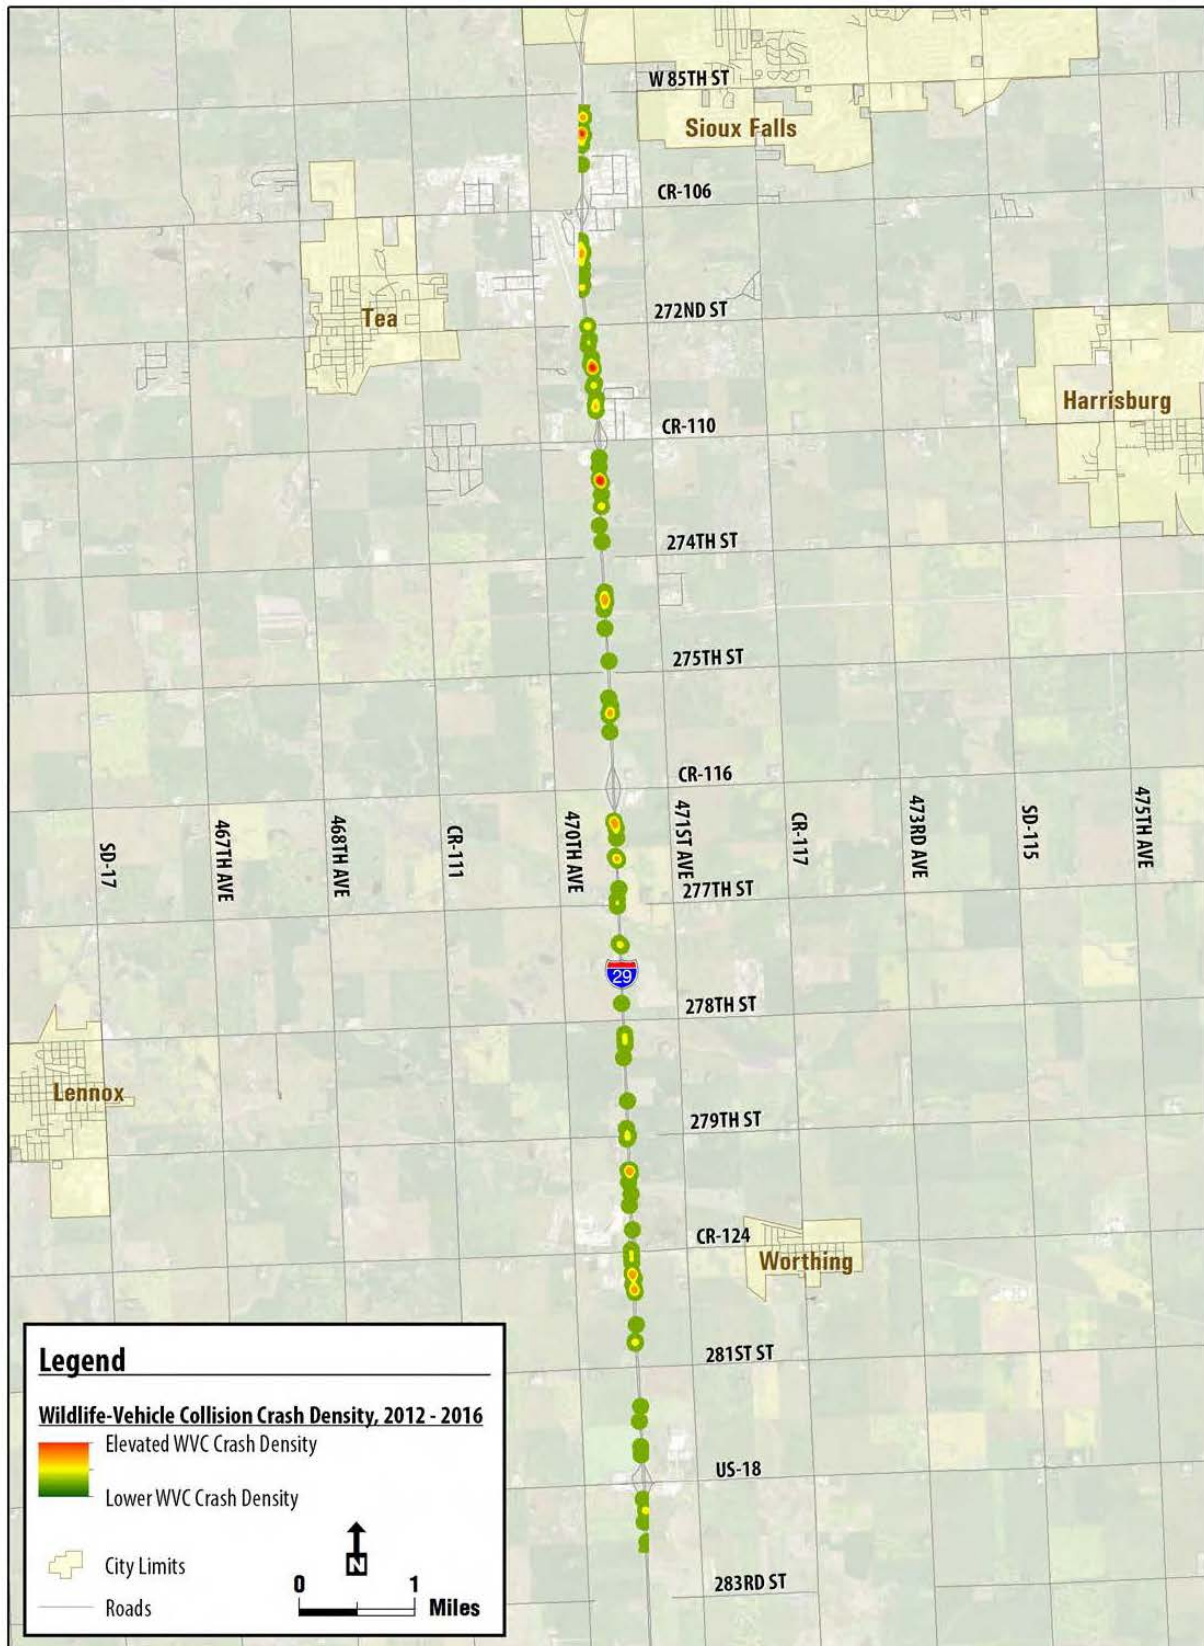 W 85TH ST
Sioux Falls
CR-106
272ND ST
Tea
Harrisburg
CR-110
274TH ST
275TH ST
CR-116
SD-17
467TH AVE
468TH AVE
CR-111
470TH AVE
471ST AVE
CR-117
473RD AVE
SD-115
475TH AVE
277TH ST
29
278TH ST
Lennox
279TH ST
CR-124
Worthing
281ST ST
US-18
283RD ST
Legend
Wildlife-Vehicle Collision Crash Density, 2012 - 2016
Elevated WVC Crash Density
Lower WVC Crash Density
City Limits
Roads
N
0 1
Miles